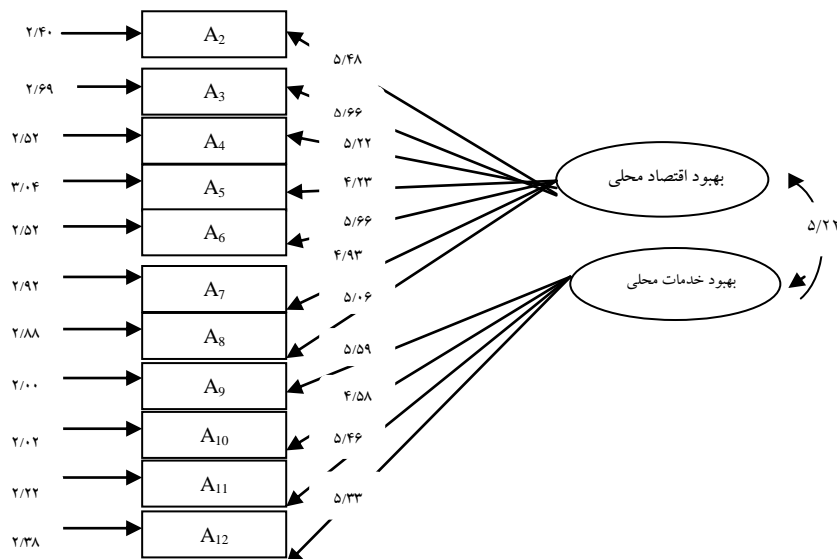 ۲/۴۰ A₂ ۵/۴۸
۲/۶۹ A₃ ۵/۶۶
۲/۵۲ A₄ ۵/۲۲
۳/۰۴ A₅ ۴/۲۳
بهبود اقتصاد محلی
۲/۵۲ A₆ ۵/۶۶
۵/۲۲
۲/۹۲ A₇ ۴/۹۳
بهبود خدمات محلی
۲/۸۸ A₈ ۵/۰۶
۲/۰۰ A₉ ۵/۵۹
۲/۰۲ A₁₀ ۴/۵۸
۲/۲۲ A₁₁ ۵/۴۶
۲/۳۸ A₁₂ ۵/۳۳